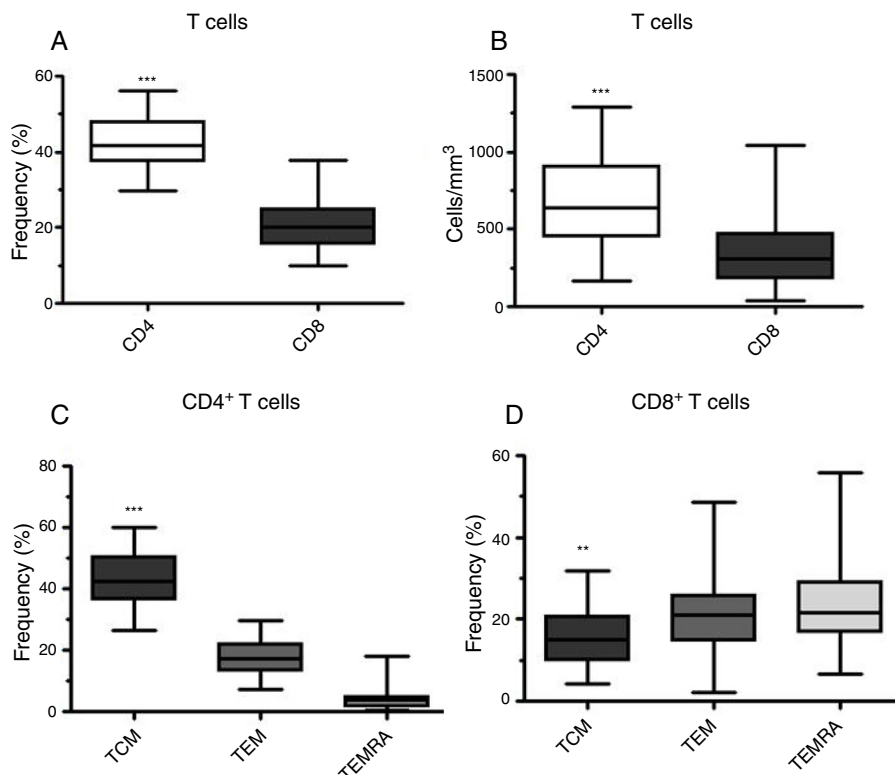 A
T cells
***
Frequency (%)
60
40
20
0
CD4
CD8
B
T cells
***
Cells/mm³
1500
1000
500
0
CD4
CD8
C
CD4⁺ T cells
***
Frequency (%)
80
60
40
20
0
TCM
TEM
TEMRA
D
CD8⁺ T cells
**
Frequency (%)
60
40
20
0
TCM
TEM
TEMRA